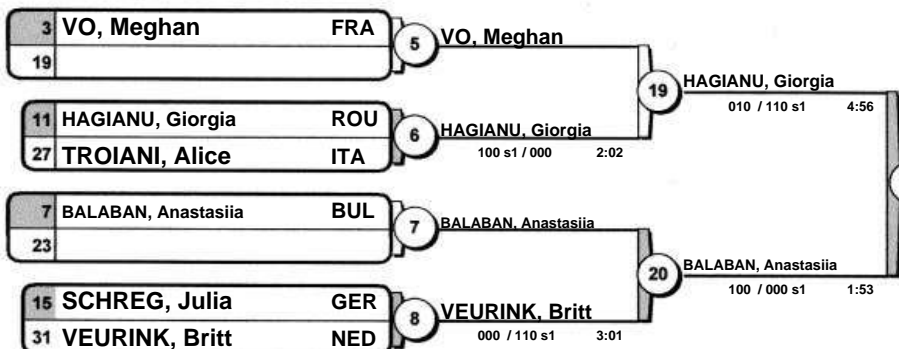 3 VO, Meghan FRA
19
5 VO, Meghan
11 HAGIANU, Giorgia ROU
27 TROIANI, Alice ITA
6 HAGIANU, Giorgia
100 s1 / 000 2:02
19 HAGIANU, Giorgia
010 / 110 s1 4:56
7 BALABAN, Anastasiia BUL
23
7 BALABAN, Anastasiia
15 SCHREG, Julia GER
31 VEURINK, Britt NED
8 VEURINK, Britt
000 / 110 s1 3:01
20 BALABAN, Anastasiia
100 / 000 s1 1:53